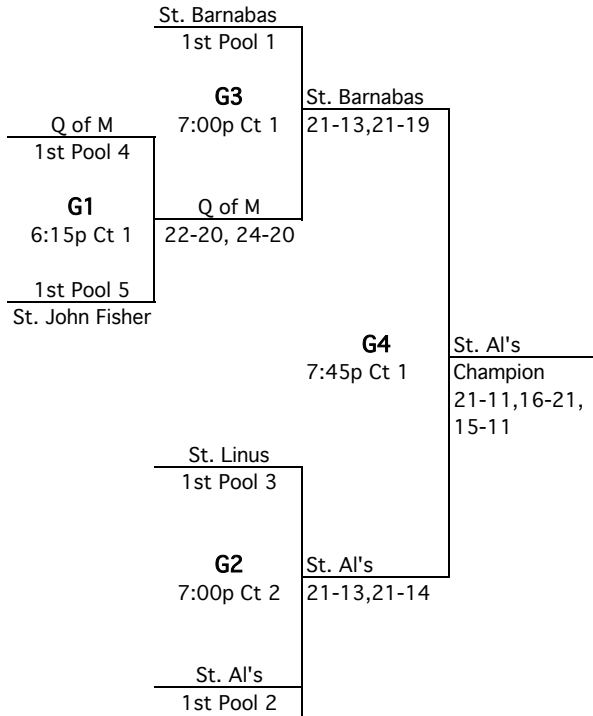 St. Barnabas
1st Pool 1
G3
7:00p Ct 1
St. Barnabas
21-13,21-19
Q of M
1st Pool 4
G1
6:15p Ct 1
Q of M
22-20, 24-20
1st Pool 5
St. John Fisher
G4
7:45p Ct 1
St. Al's
Champion
21-11,16-21,
15-11
St. Linus
1st Pool 3
G2
7:00p Ct 2
St. Al's
21-13,21-14
St. Al's
1st Pool 2